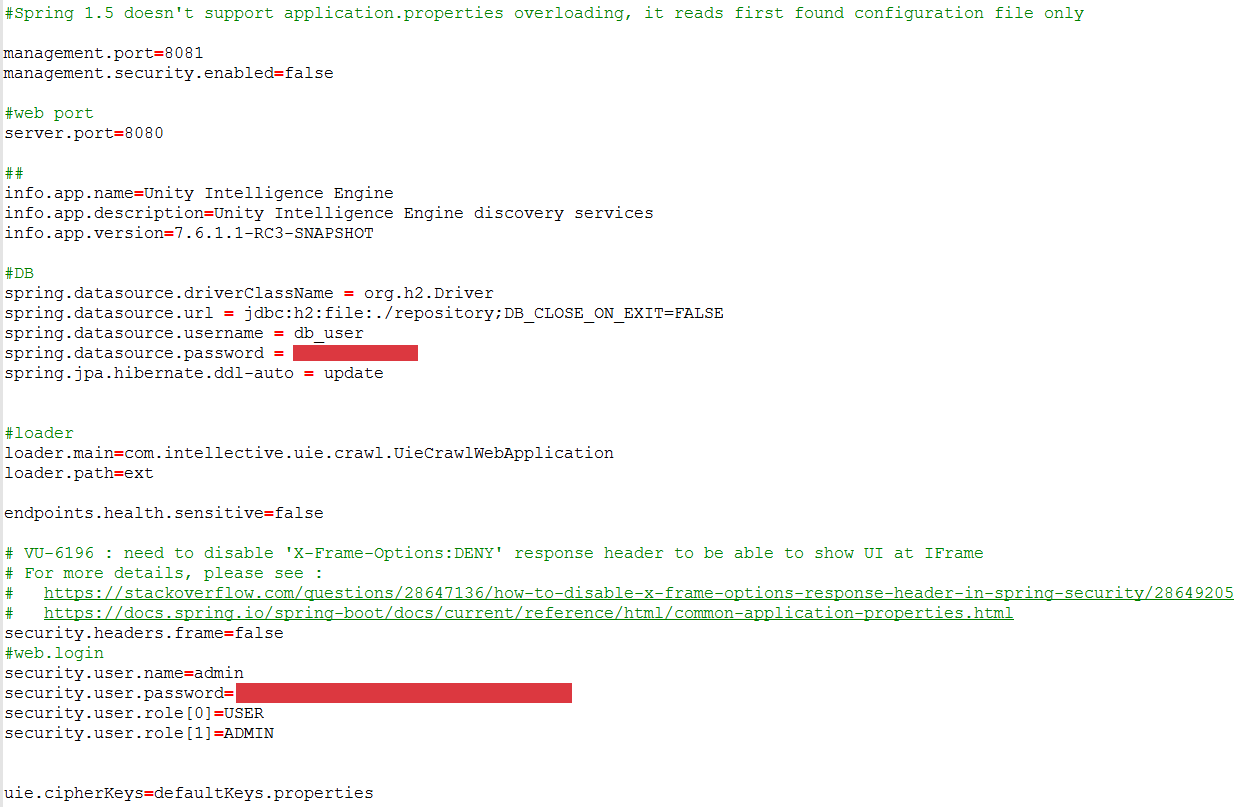 #Spring 1.5 doesn't support application.properties overloading, it reads first found configuration file only
management.port=8081
management.security.enabled=false
#web port
server.port=8080
##
info.app.name=Unity Intelligence Engine
info.app.description=Unity Intelligence Engine discovery services
info.app.version=7.6.1.1-RC3-SNAPSHOT
#DB
spring.datasource.driverClassName = org.h2.Driver
spring.datasource.url = jdbc:h2:file:./repository;DB_CLOSE_ON_EXIT=FALSE
spring.datasource.username = db_user
spring.datasource.password =
spring.jpa.hibernate.ddl-auto = update
#loader
loader.main=com.intellective.uie.crawl.UieCrawlWebApplication
loader.path=ext
endpoints.health.sensitive=false
# VU-6196 : need to disable 'X-Frame-Options:DENY' response header to be able to show UI at IFrame
# For more details, please see :
#   https://stackoverflow.com/questions/28647136/how-to-disable-x-frame-options-response-header-in-spring-security/28649205
#   https://docs.spring.io/spring-boot/docs/current/reference/html/common-application-properties.html
security.headers.frame=false
#web.login
security.user.name=admin
security.user.password=
security.user.role[0]=USER
security.user.role[1]=ADMIN
uie.cipherKeys=defaultKeys.properties